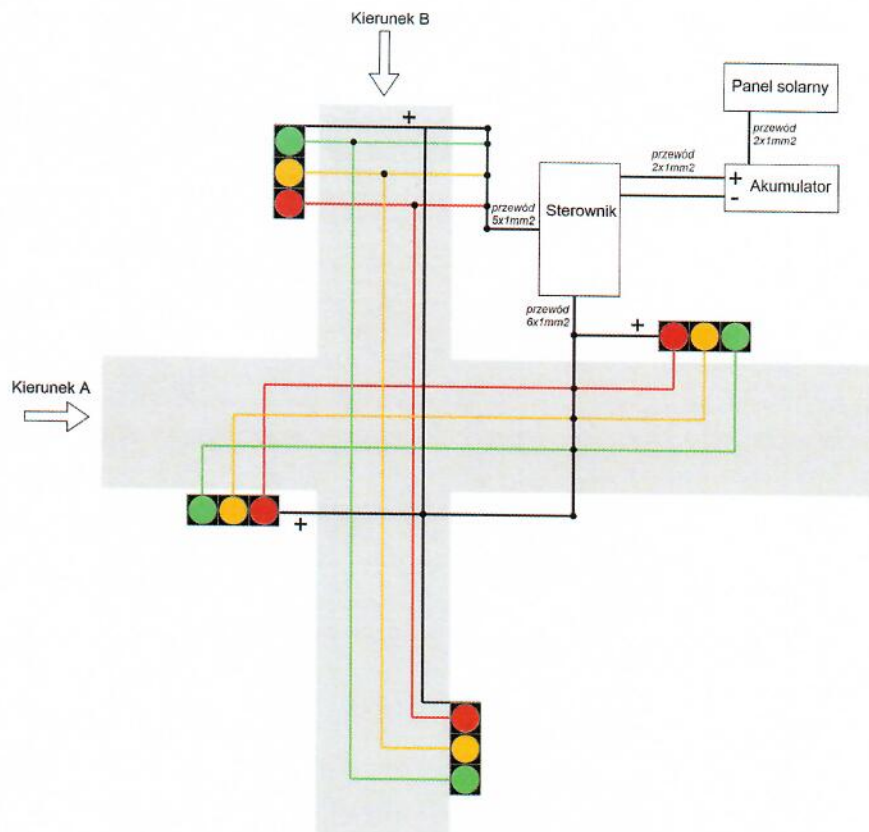 Kierunek B
Panel solarny
przewód
2x1mm2
przewód
2x1mm2
+
Akumulator
-
+
Sterownik
przewód
5x1mm2
przewód
6x1mm2
+
Kierunek A
+